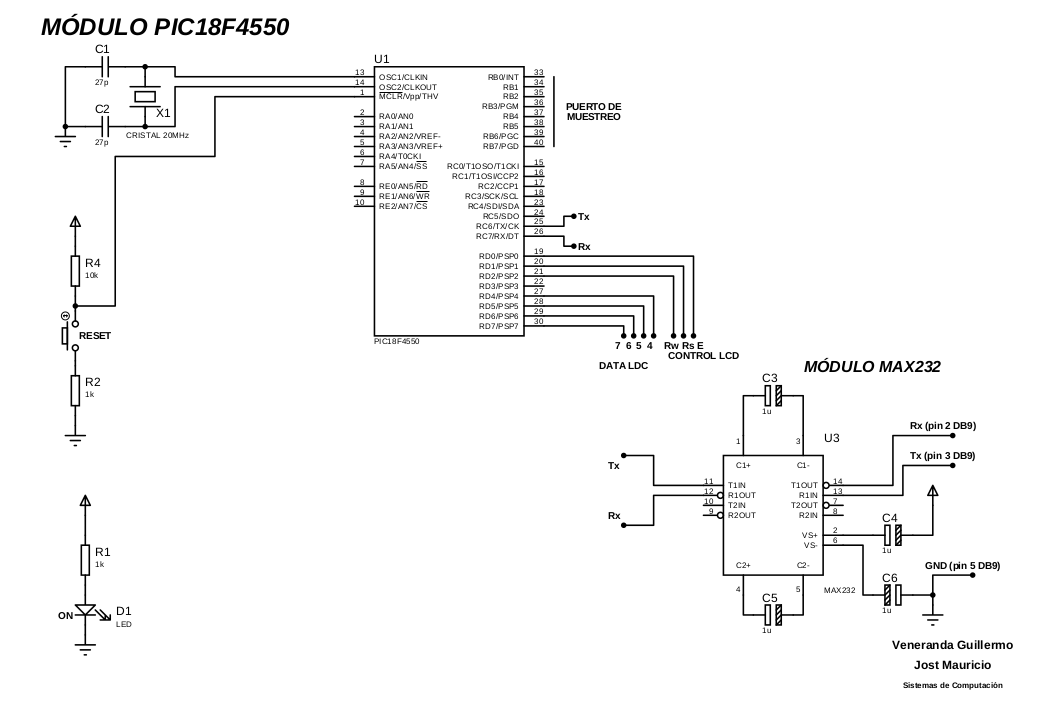 MÓDULO PIC18F4550
C1
27p
C2
27p
X1
CRISTAL 20MHz
U1
13 OSC1/CLKIN
14 OSC2/CLKOUT
1 MCLR/Vpp/THV
2 RA0/AN0
3 RA1/AN1
4 RA2/AN2/VREF-
5 RA3/AN3/VREF+
6 RA4/T0CKI
7 RA5/AN4/SS
8 RE0/AN5/RD
9 RE1/AN6/WR
10 RE2/AN7/CS
RB0/INT 33
RB1 34
RB2 35
RB3/PGM 36
RB4 37
RB5 38
RB6/PGC 39
RB7/PGD 40
RC0/T1OSO/T1CKI 15
RC1/T1OSI/CCP2 16
RC2/CCP1 17
RC3/SCK/SCL 18
RC4/SDI/SDA 23
RC5/SDO 24
RC6/TX/CK 25
RC7/RX/DT 26
RD0/PSP0 19
RD1/PSP1 20
RD2/PSP2 21
RD3/PSP3 22
RD4/PSP4 27
RD5/PSP5 28
RD6/PSP6 29
RD7/PSP7 30
PIC18F4550
PUERTO DE
MUESTREO
Tx
Rx
7 6 5 4 Rw Rs E
CONTROL LCD
DATA LDC
R4
10k
RESET
R2
1k
R1
1k
ON
D1
LED
MÓDULO MAX232
C3
1u
U3
1 3
C1+ C1-
11 T1IN
12 R1OUT
10 T2IN
9 R2OUT
T1OUT 14
R1IN 13
T2OUT 7
R2IN 8
VS+ 2
VS- 6
C2+ C2-
4 5
MAX232
C5
1u
Tx
Rx
Rx (pin 2 DB9)
Tx (pin 3 DB9)
C4
1u
GND (pin 5 DB9)
C6
1u
Veneranda Guillermo
Jost Mauricio
Sistemas de Computación